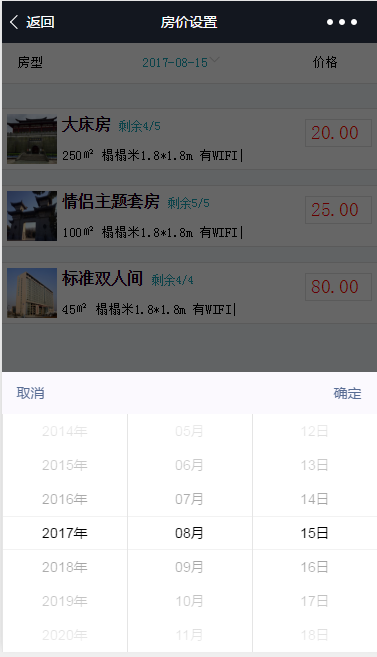 返回 房价设置
房型 2017-08-15 价格
大床房 剩余4/5 20.00
250㎡ 榻榻米1.8*1.8m 有WIFI|
情侣主题套房 剩余5/5 25.00
100㎡ 榻榻米1.8*1.8m 有WIFI|
标准双人间 剩余4/4 80.00
45㎡ 榻榻米1.8*1.8m 有WIFI|
取消 确定
2014年 05月 12日
2015年 06月 13日
2016年 07月 14日
2017年 08月 15日
2018年 09月 16日
2019年 10月 17日
2020年 11月 18日